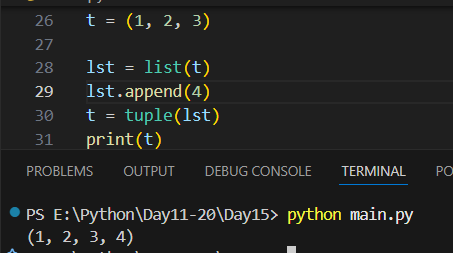 26 t = (1, 2, 3)
27
28 lst = list(t)
29 lst.append(4)
30 t = tuple(lst)
31 print(t)
PROBLEMS OUTPUT DEBUG CONSOLE TERMINAL PO
PS E:\Python\Day11-20\Day15> python main.py
(1, 2, 3, 4)